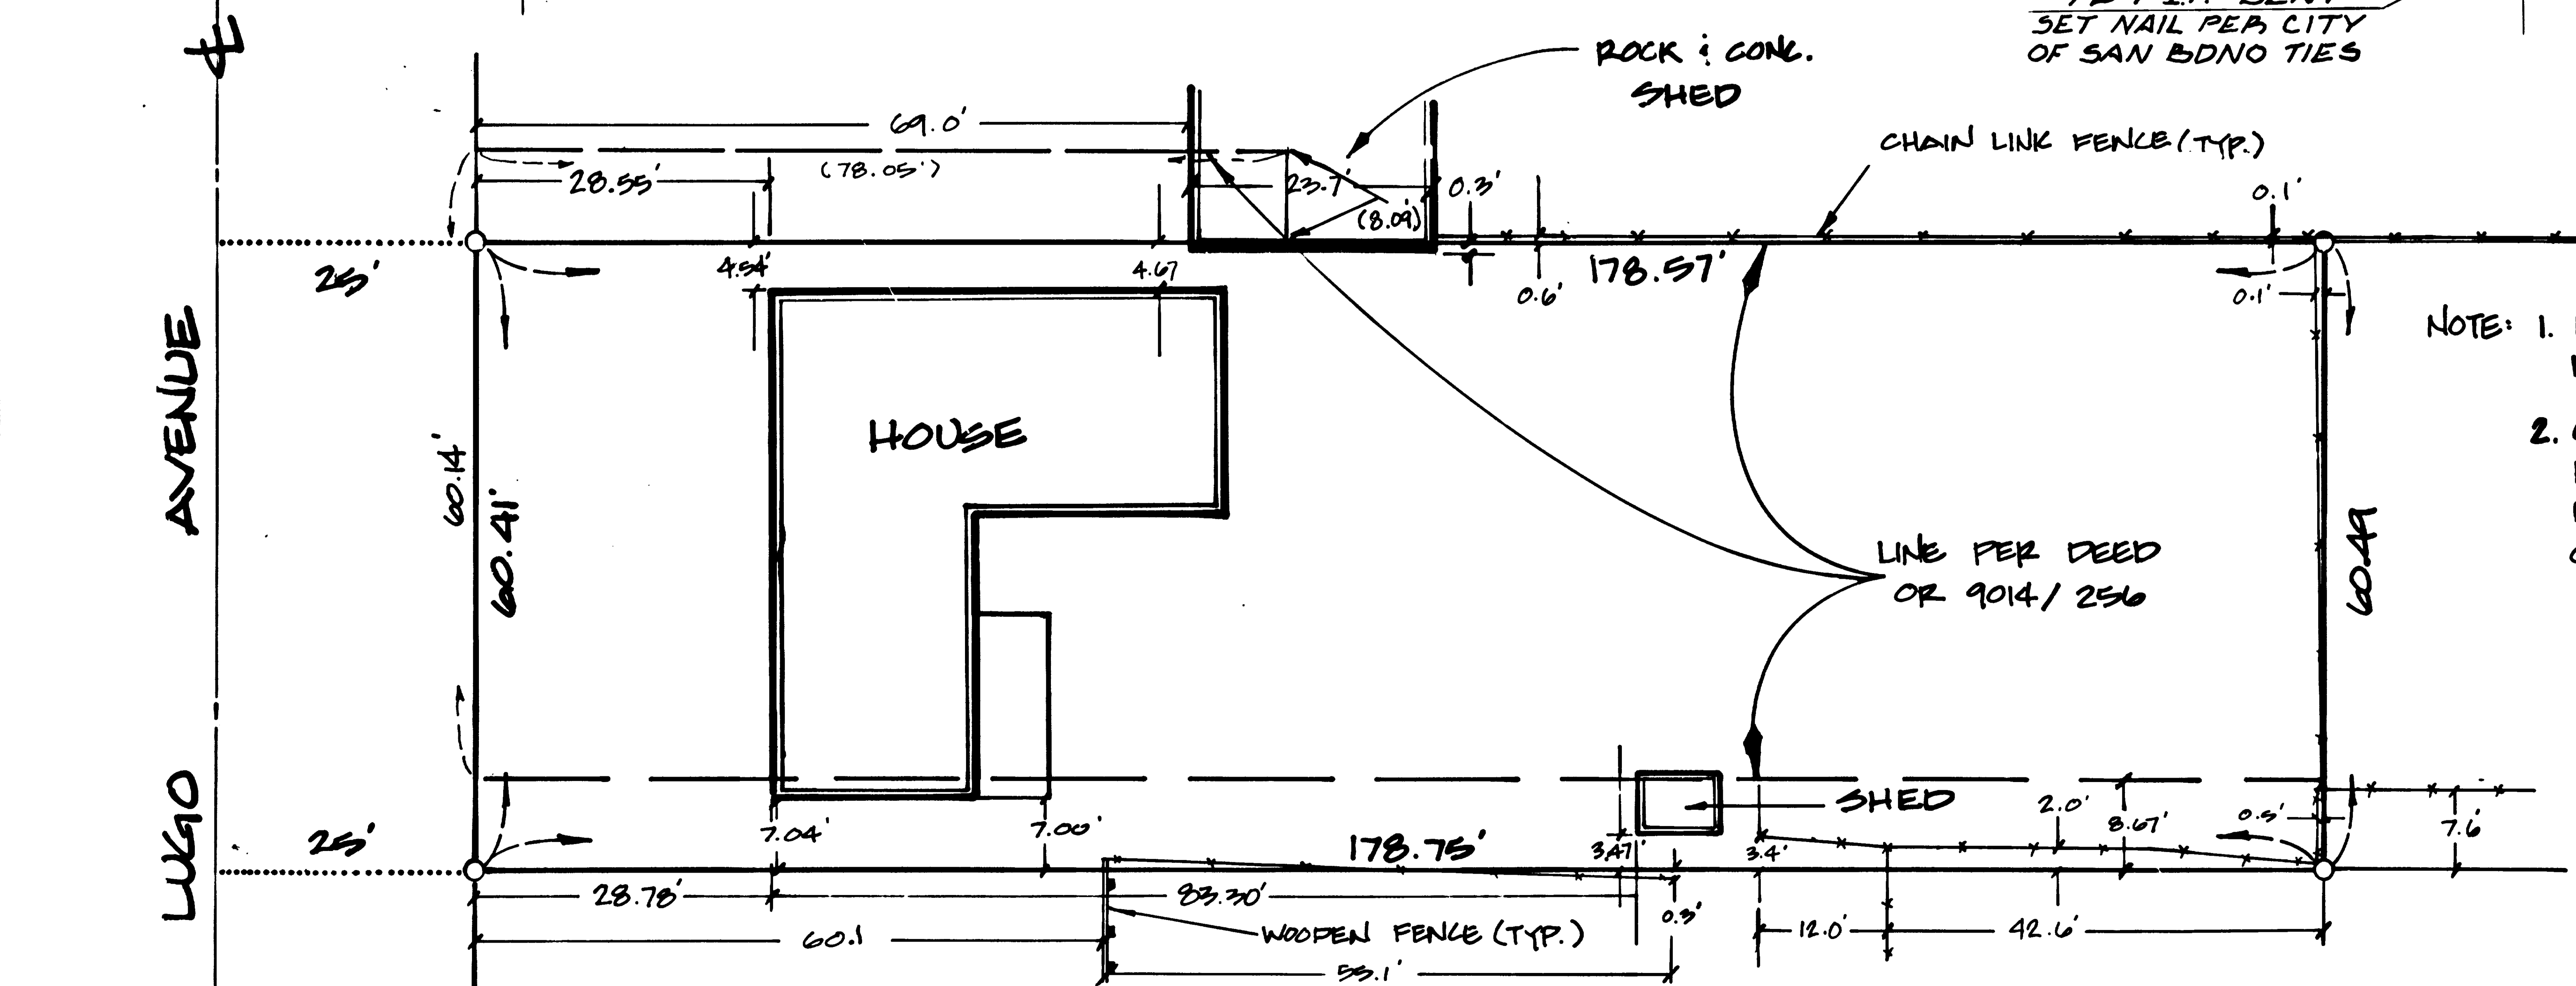 SET NAIL PER CITY
OF SAN BDNO TIES
ROCK & CONC.
SHED
CHAIN LINK FENCE (TYP.)
69.0'
(78.05')
28.55'
23.7'
(8.09')
0.3'
0.1'
25'
4.54'
4.67
0.6'
178.57'
0.1'
NOTE: 1.
2.
HOUSE
AVENUE
60.14'
60.41'
LINE PER DEED
OR 9014/256
60.49
LUGO
25'
7.04'
7.00'
178.75'
3.47'
SHED
3.4'
2.0'
8.67'
0.5'
7.6'
28.78'
83.30'
0.3'
60.1
WOODEN FENCE (TYP.)
12.0'
42.6'
55.1'